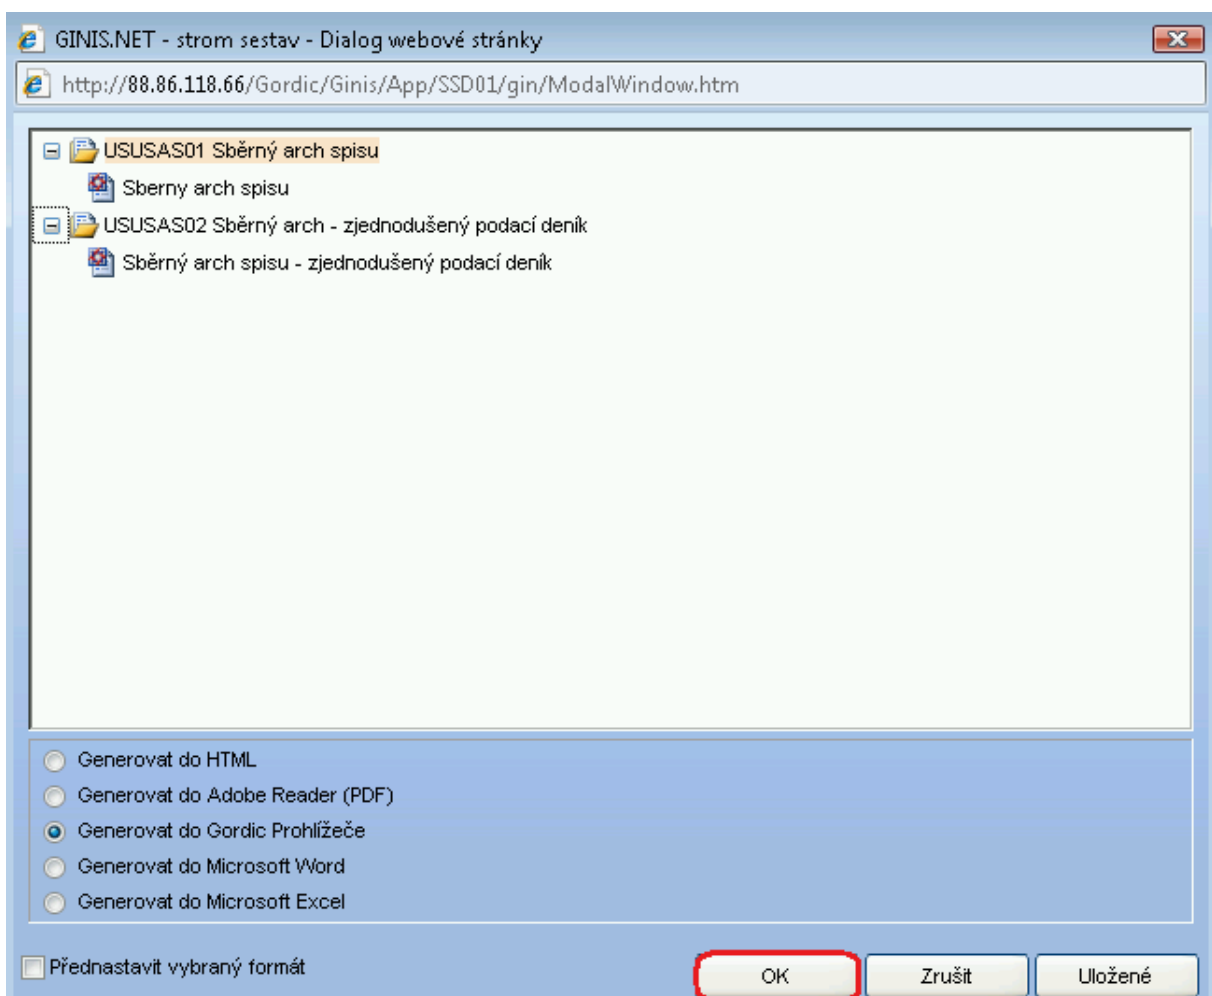 GINIS.NET - strom sestav - Dialog webové stránky
http://88.86.118.66/Gordic/Ginis/App/SSD01/gin/ModalWindow.htm
USUSAS01 Sběrný arch spisu
Sberny arch spisu
USUSAS02 Sběrný arch - zjednodušený podací deník
Sběrný arch spisu - zjednodušený podací deník
Generovat do HTML
Generovat do Adobe Reader (PDF)
Generovat do Gordic Prohlížeče
Generovat do Microsoft Word
Generovat do Microsoft Excel
Přednastavit vybraný formát
OK
Zrušit
Uložené